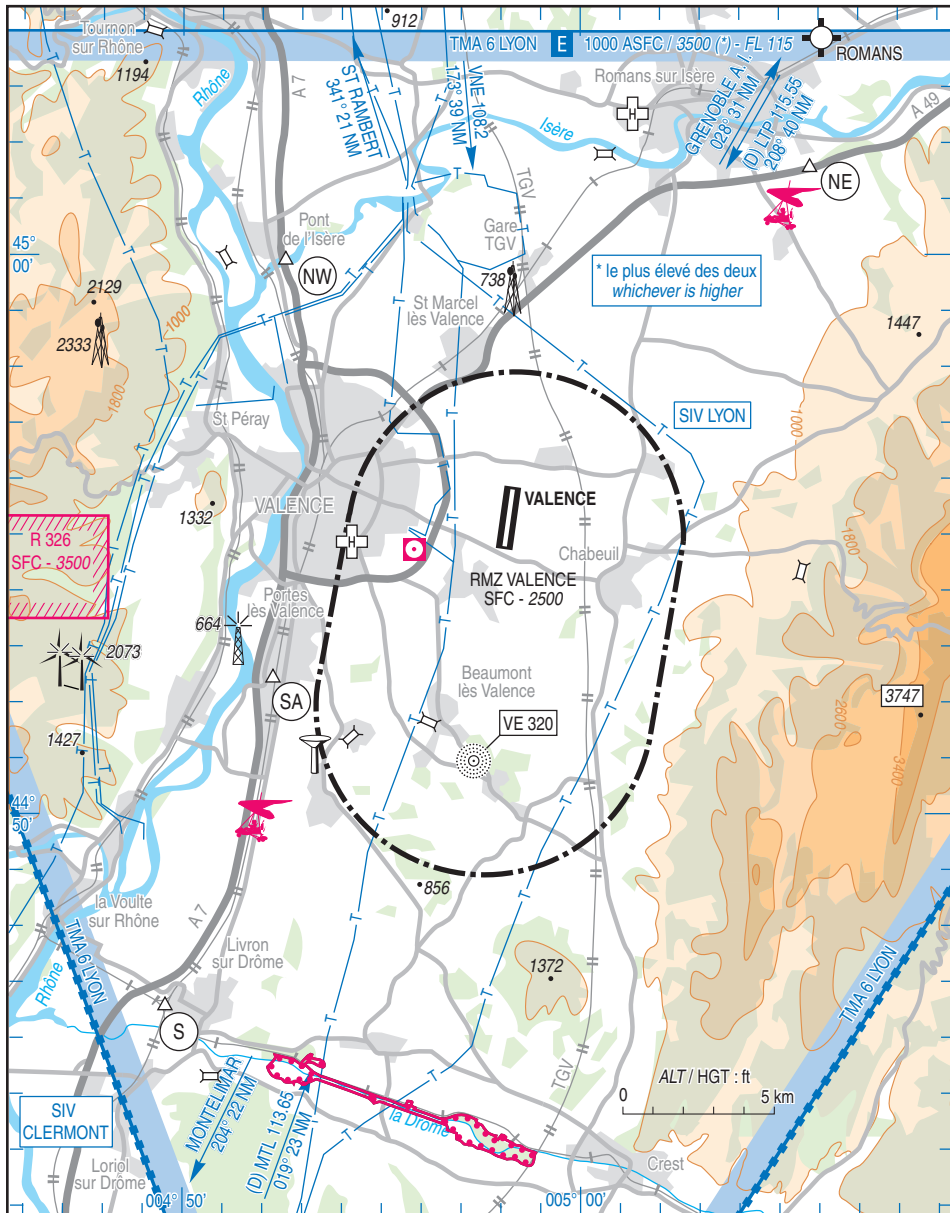 912
Tournon
sur Rhône
TMA 6 LYON E 1000 ASFC / 3500 (*) - FL 115
ROMANS
1194
Rhône
A 7
ST RAMBERT
341° 21 NM
VNE 108.2
173° 39 NM
Romans sur Isère
H
Isère
GRENOBLE A.I.
028° 31 NM
(D) LTP 115.55
208° 40 NM
A 49
TGV
NE
Pont
de l'Isère
Gare
TGV
45°
00'
NW
738
* le plus élevé des deux
whichever is higher
2129
1000
St Marcel
lès Valence
1447
2333
1800
St Péray
SIV LYON
1000
VALENCE
VALENCE
1332
R 326
SFC - 3500
H
Chabeuil
1800
RMZ VALENCE
SFC - 2500
Portes
lès Valence
664
2073
Beaumont
lès Valence
SA
VE 320
3747
2600
3400
1427
44°
50'
856
la Voulte
sur Rhône
A 7
TMA 6 LYON
Livron
sur Drôme
1372
TMA 6 LYON
Rhône
S
MONTELIMAR
204° 22 NM
(D) MTL 113.65
019° 23 NM
TGV
ALT / HGT : ft
0 5 km
la Drôme
SIV
CLERMONT
Loriol
sur Drôme
Crest
004° 50'
005° 00'